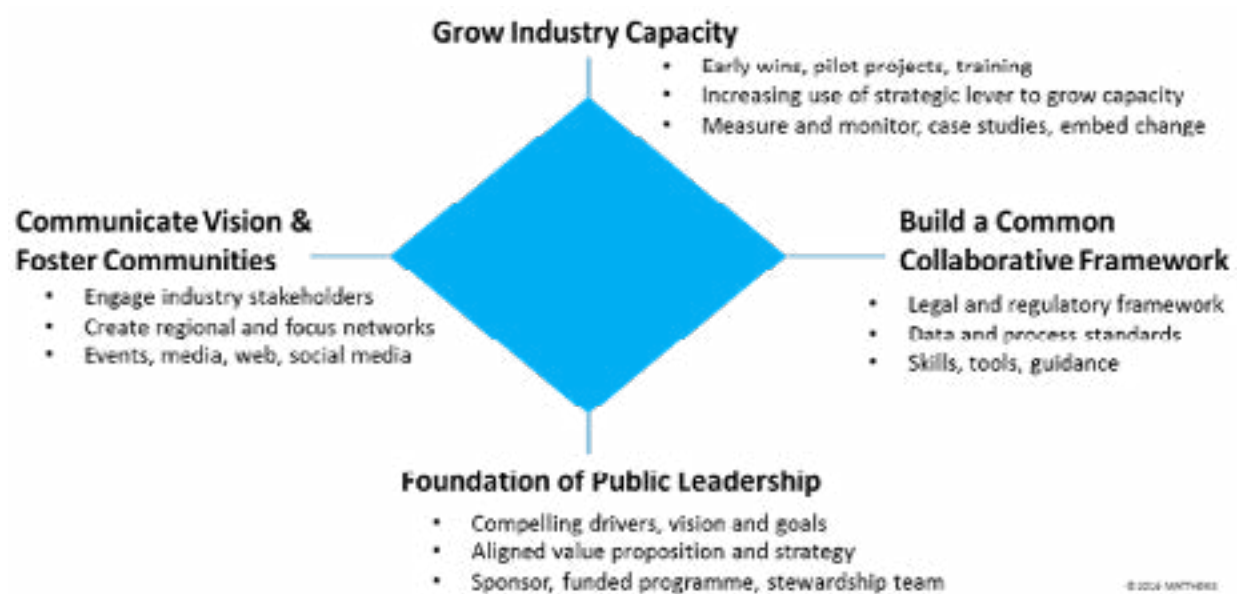 Grow Industry Capacity
• Early wins, pilot projects, training
• Increasing use of strategic lever to grow capacity
• Measure and monitor, case studies, embed change
Communicate Vision &
Foster Communities
• Engage industry stakeholders
• Create regional and focus networks
• Events, media, web, social media
Build a Common
Collaborative Framework
• Legal and regulatory framework
• Data and process standards
• Skills, tools, guidance
Foundation of Public Leadership
• Compelling drivers, vision and goals
• Aligned value proposition and strategy
• Sponsor, funded programme, stewardship team